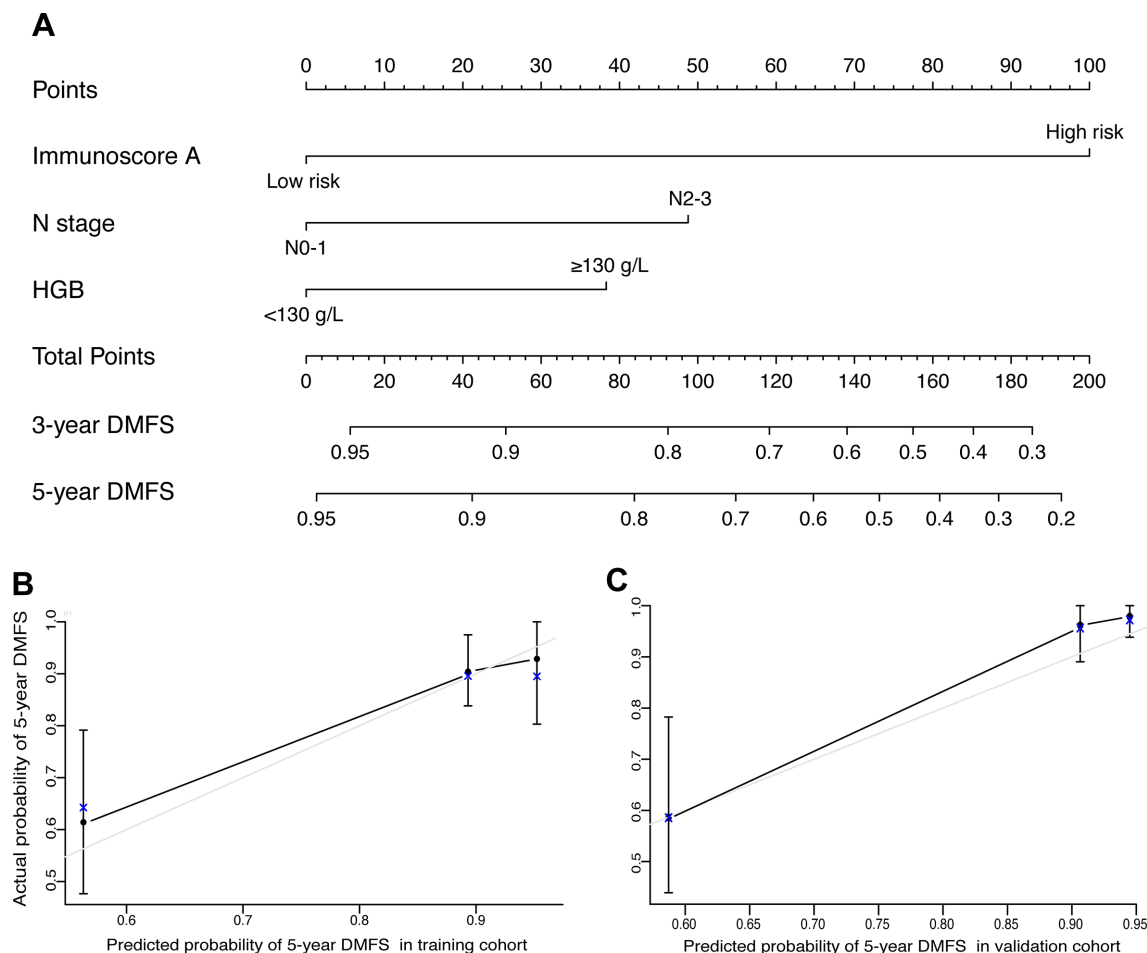 A
Points
0 10 20 30 40 50 60 70 80 90 100
Immunoscore A
High risk
Low risk
N stage
N2-3
N0-1
HGB
≥130 g/L
<130 g/L
Total Points
0 20 40 60 80 100 120 140 160 180 200
3-year DMFS
0.95 0.9 0.8 0.7 0.6 0.5 0.4 0.3
5-year DMFS
0.95 0.9 0.8 0.7 0.6 0.5 0.4 0.3 0.2
B
Actual probability of 5-year DMFS
1.0
0.9
0.8
0.7
0.6
0.5
0.6 0.7 0.8 0.9
Predicted probability of 5-year DMFS in training cohort
C
1.0
0.9
0.8
0.7
0.6
0.5
0.60 0.65 0.70 0.75 0.80 0.85 0.90 0.95
Predicted probability of 5-year DMFS in validation cohort